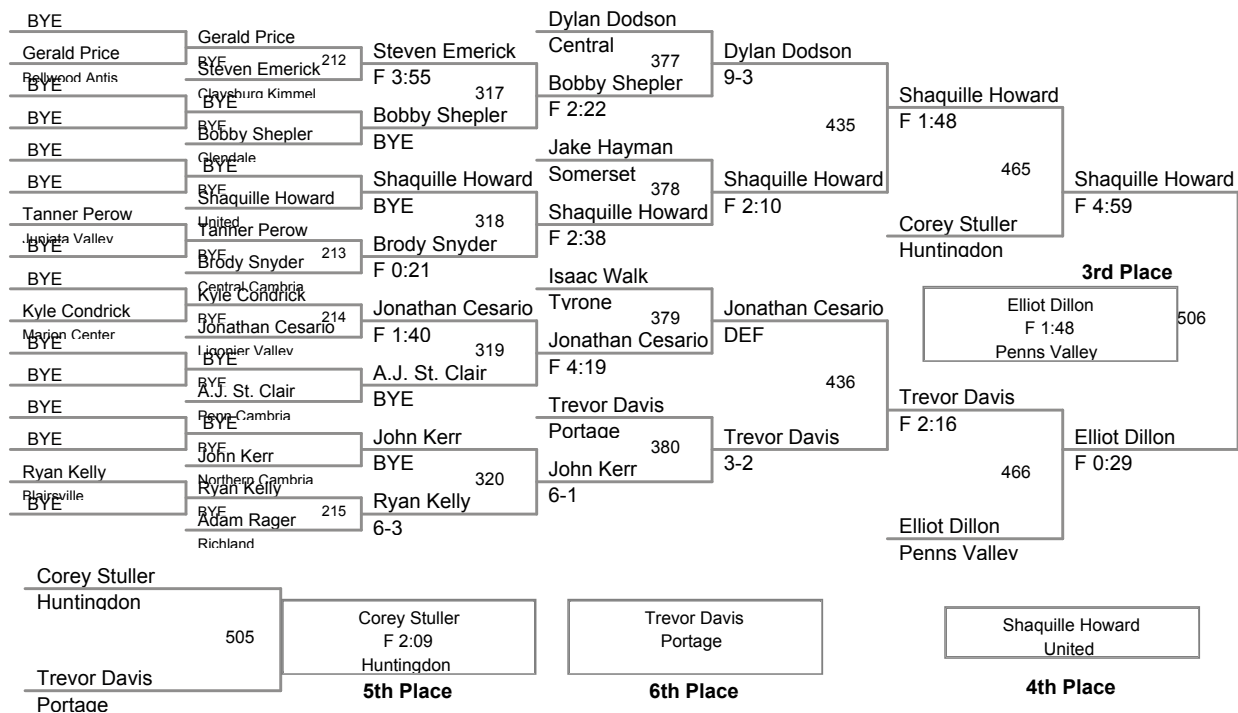 BYE
Gerald Price
Bellwood Antis
BYE
BYE
BYE
BYE
Tanner Perow
Juniata Valley
BYE
BYE
Kyle Condrick
Marion Center
BYE
BYE
BYE
BYE
Ryan Kelly
Blairsville
BYE
Gerald Price
BYE
212
Steven Emerick
Claysburg Kimmel
BYE
BYE
Bobby Shepler
Glendale
BYE
BYE
Shaquille Howard
United
Tanner Perow
BYE
213
Brody Snyder
Central Cambria
Kyle Condrick
BYE
214
Jonathan Cesario
Ligonier Valley
BYE
BYE
A.J. St. Clair
Penn Cambria
BYE
BYE
John Kerr
Northern Cambria
Ryan Kelly
BYE
215
Adam Rager
Richland
Steven Emerick
F 3:55
317
Bobby Shepler
BYE
Shaquille Howard
BYE
318
Brody Snyder
F 0:21
Jonathan Cesario
F 1:40
319
A.J. St. Clair
BYE
John Kerr
BYE
320
Ryan Kelly
6-3
Dylan Dodson
Central
377
Bobby Shepler
F 2:22
Jake Hayman
Somerset
378
Shaquille Howard
F 2:38
Isaac Walk
Tyrone
379
Jonathan Cesario
F 4:19
Trevor Davis
Portage
380
John Kerr
6-1
Dylan Dodson
9-3
435
Shaquille Howard
F 2:10
Jonathan Cesario
DEF
436
Trevor Davis
3-2
Shaquille Howard
F 1:48
465
Corey Stuller
Huntingdon
Trevor Davis
F 2:16
466
Elliot Dillon
Penns Valley
Shaquille Howard
F 4:59
506
Elliot Dillon
F 0:29
3rd Place
Elliot Dillon
F 1:48
Penns Valley
Corey Stuller
Huntingdon
505
Trevor Davis
Portage
Corey Stuller
F 2:09
Huntingdon
5th Place
Trevor Davis
Portage
6th Place
Shaquille Howard
United
4th Place